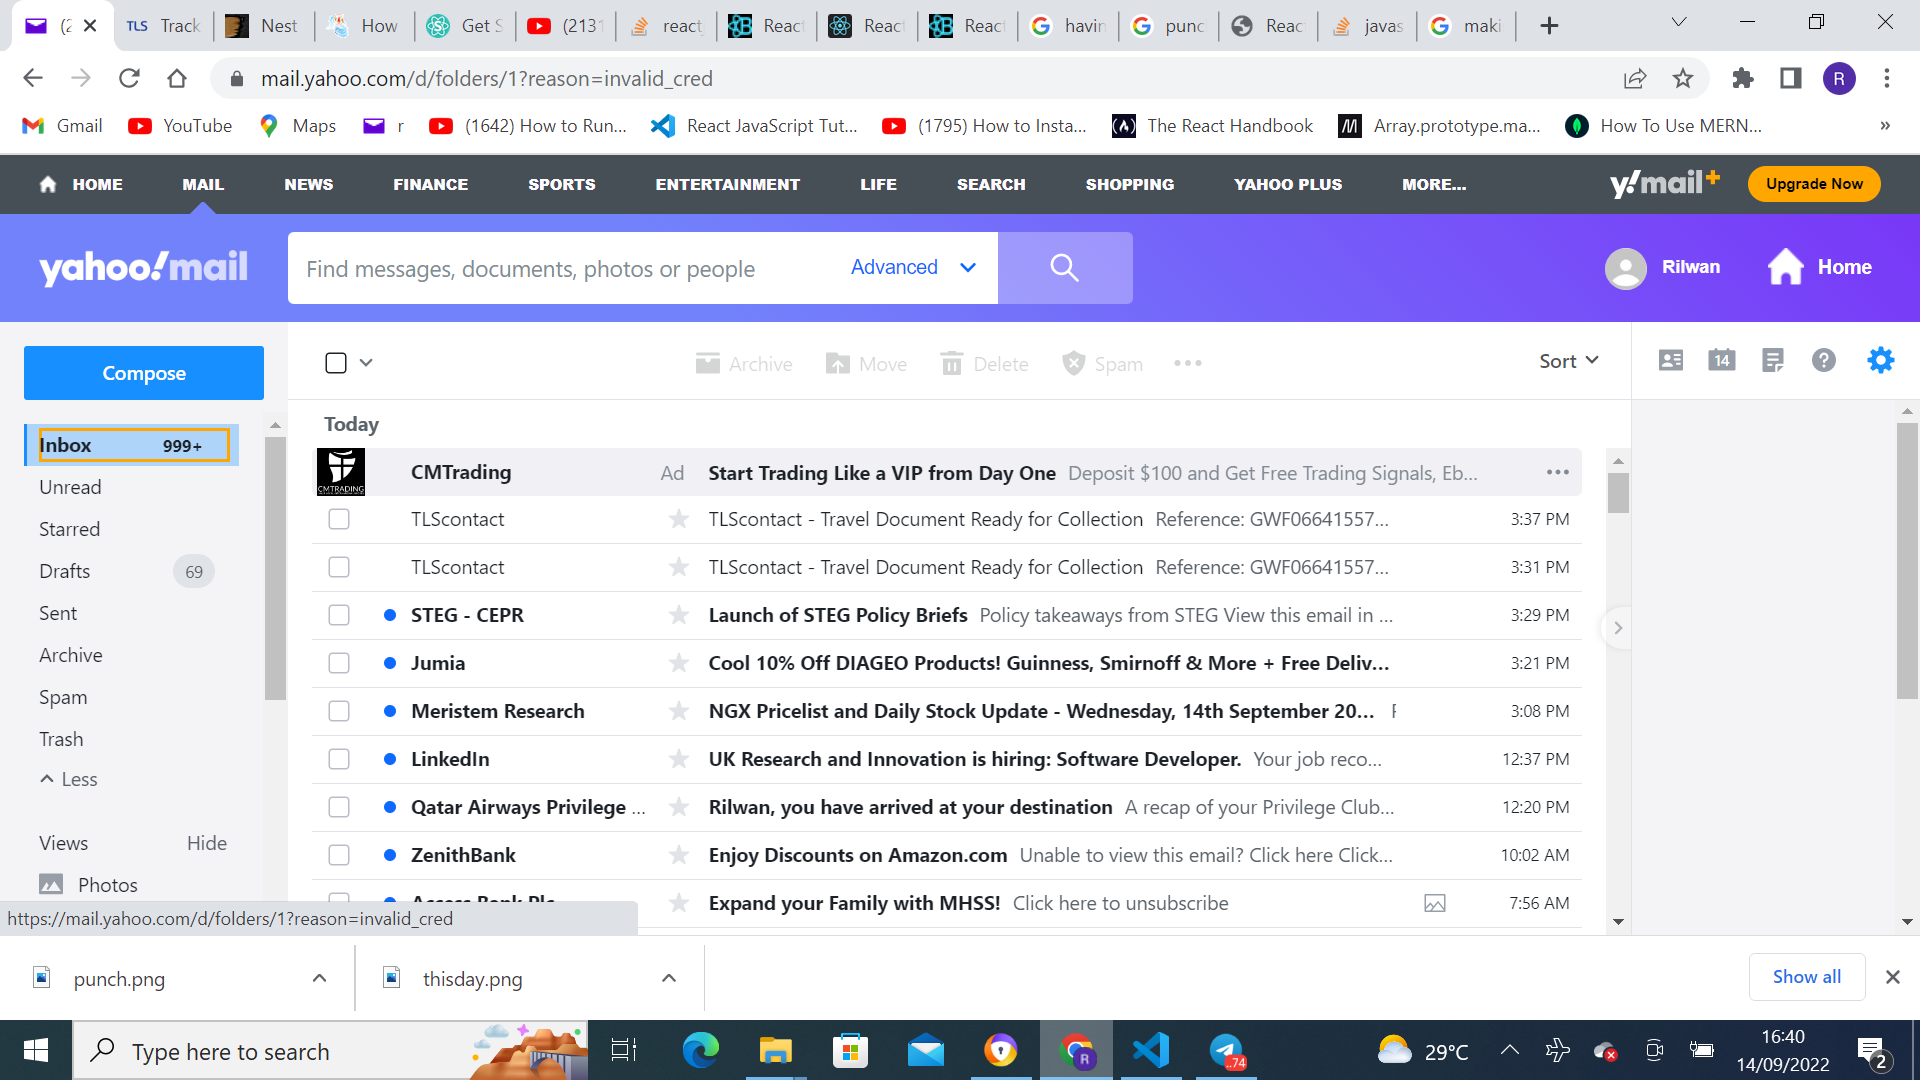 (2
TLS Track
Nest
How
Get S
(2131
react
React
React
React
havin
punc
React
javas
maki
mail.yahoo.com/d/folders/1?reason=invalid_cred
R
Gmail
YouTube
Maps
r
(1642) How to Run...
React JavaScript Tut...
(1795) How to Insta...
The React Handbook
Array.prototype.ma...
How To Use MERN...
»
HOME
MAIL
NEWS
FINANCE
SPORTS
ENTERTAINMENT
LIFE
SEARCH
SHOPPING
YAHOO PLUS
MORE...
y!mail+
Upgrade Now
yahoo!mail
Find messages, documents, photos or people
Advanced
Rilwan
Home
Compose
Archive
Move
Delete
Spam
Sort
14
Inbox 999+
Unread
Starred
Drafts 69
Sent
Archive
Spam
Trash
Less
Views Hide
Photos
Today
CMTRADING
CMTrading Ad Start Trading Like a VIP from Day One Deposit $100 and Get Free Trading Signals, Eb...
TLScontact TLScontact - Travel Document Ready for Collection Reference: GWF06641557... 3:37 PM
TLScontact TLScontact - Travel Document Ready for Collection Reference: GWF06641557... 3:31 PM
STEG - CEPR Launch of STEG Policy Briefs Policy takeaways from STEG View this email in ... 3:29 PM
Jumia Cool 10% Off DIAGEO Products! Guinness, Smirnoff & More + Free Deliv... 3:21 PM
Meristem Research NGX Pricelist and Daily Stock Update - Wednesday, 14th September 20... 3:08 PM
LinkedIn UK Research and Innovation is hiring: Software Developer. Your job reco... 12:37 PM
Qatar Airways Privilege ... Rilwan, you have arrived at your destination A recap of your Privilege Club... 12:20 PM
ZenithBank Enjoy Discounts on Amazon.com Unable to view this email? Click here Click... 10:02 AM
Access Bank Plc Expand your Family with MHSS! Click here to unsubscribe 7:56 AM
https://mail.yahoo.com/d/folders/1?reason=invalid_cred
punch.png
thisday.png
Show all
Type here to search
R
..74
29°C
16:40
14/09/2022
2